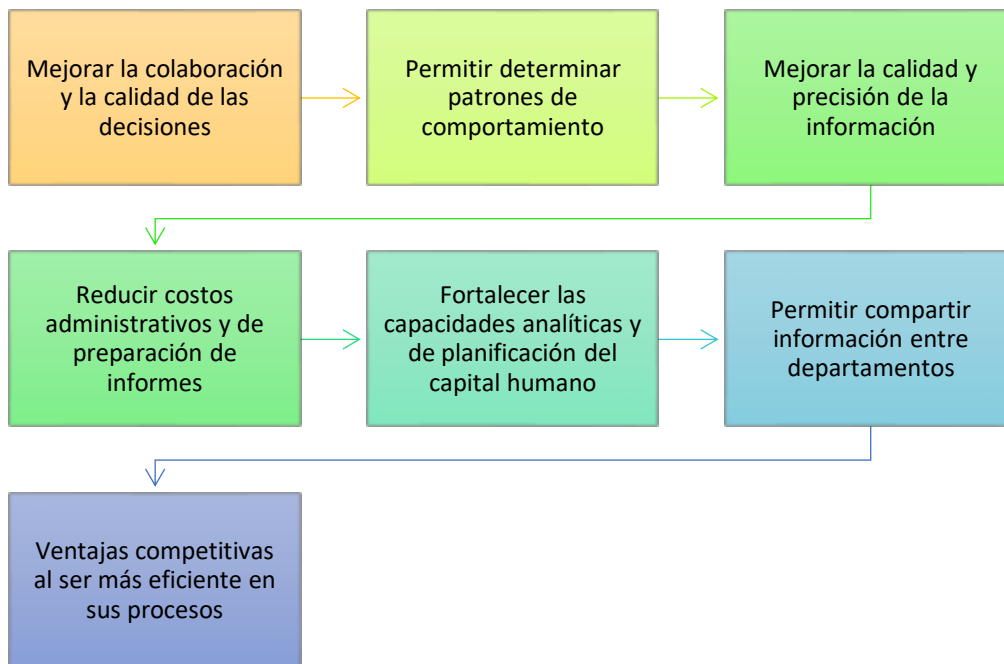 Mejorar la colaboración
y la calidad de las
decisiones
Permitir determinar
patrones de
comportamiento
Mejorar la calidad y
precisión de la
información
Reducir costos
administrativos y de
preparación de
informes
Fortalecer las
capacidades analíticas y
de planificación del
capital humano
Permitir compartir
información entre
departamentos
Ventajas competitivas
al ser más eficiente en
sus procesos